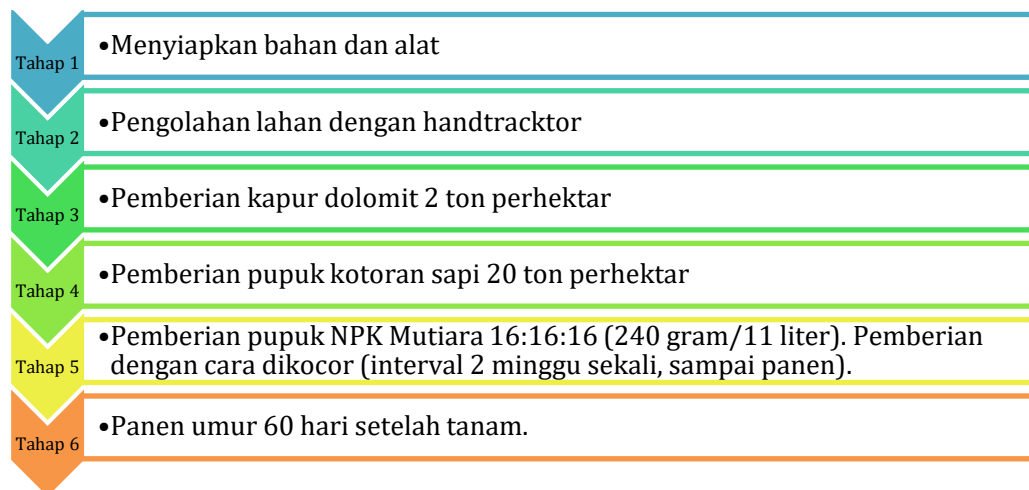 Tahap 1
•Menyiapkan bahan dan alat
Tahap 2
•Pengolahan lahan dengan handtracktor
Tahap 3
•Pemberian kapur dolomit 2 ton perhektar
Tahap 4
•Pemberian pupuk kotoran sapi 20 ton perhektar
Tahap 5
•Pemberian pupuk NPK Mutiara 16:16:16 (240 gram/11 liter). Pemberian
dengan cara dikocor (interval 2 minggu sekali, sampai panen).
Tahap 6
•Panen umur 60 hari setelah tanam.